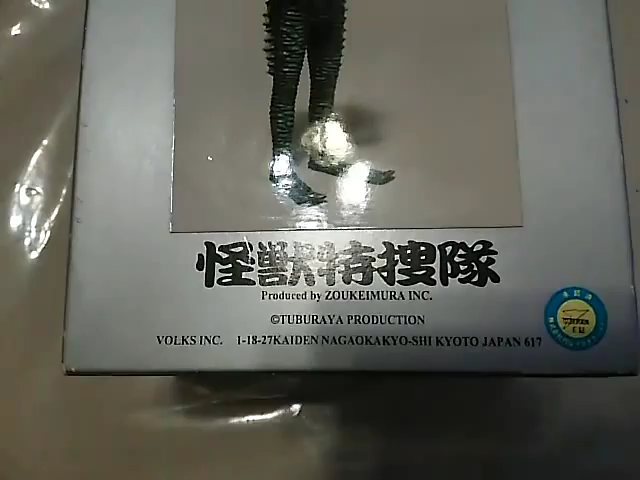 怪獣特捜隊
Produced by ZOUKEIMURA INC.
©TUBURAYA PRODUCTION
VOLKS INC. 1-18-27KAIDEN NAGAOKAKYO-SHI KYOTO JAPAN 617